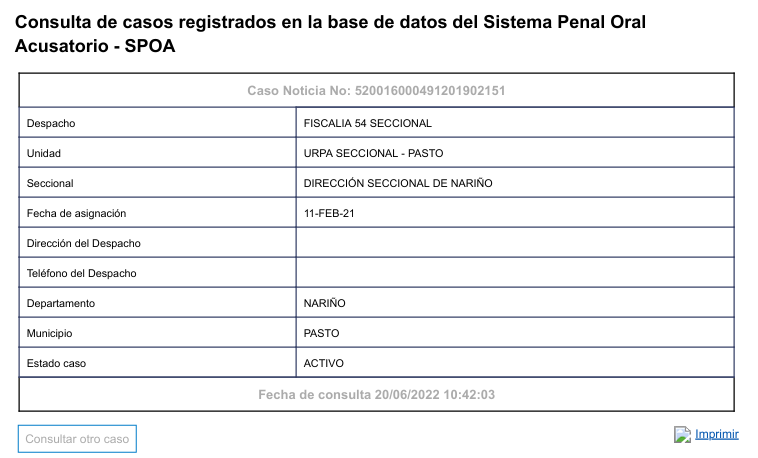 Consulta de casos registrados en la base de datos del Sistema Penal Oral
Acusatorio - SPOA
Caso Noticia No: 520016000491201902151
Despacho FISCALIA 54 SECCIONAL
Unidad URPA SECCIONAL - PASTO
Seccional DIRECCIÓN SECCIONAL DE NARIÑO
Fecha de asignación 11-FEB-21
Dirección del Despacho
Teléfono del Despacho
Departamento NARIÑO
Municipio PASTO
Estado caso ACTIVO
Fecha de consulta 20/06/2022 10:42:03
Consultar otro caso Imprimir